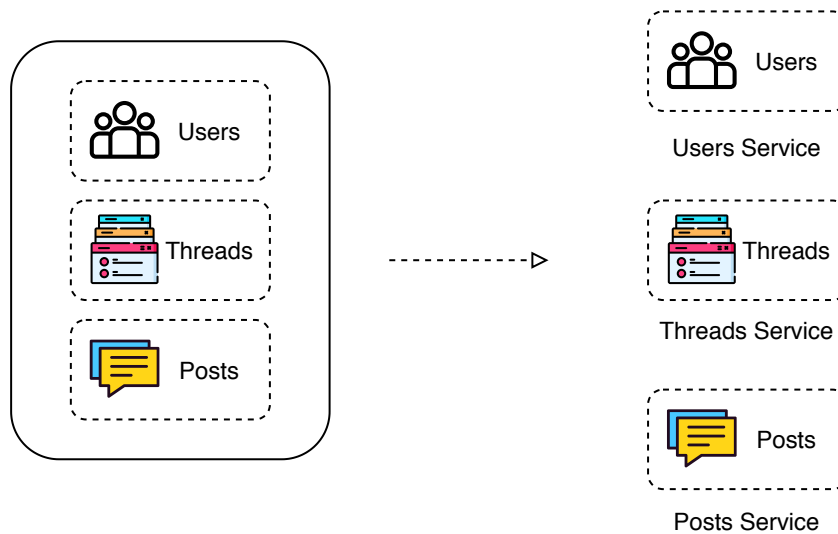 Users
Threads
Posts
Users
Users Service
Threads
Threads Service
Posts
Posts Service